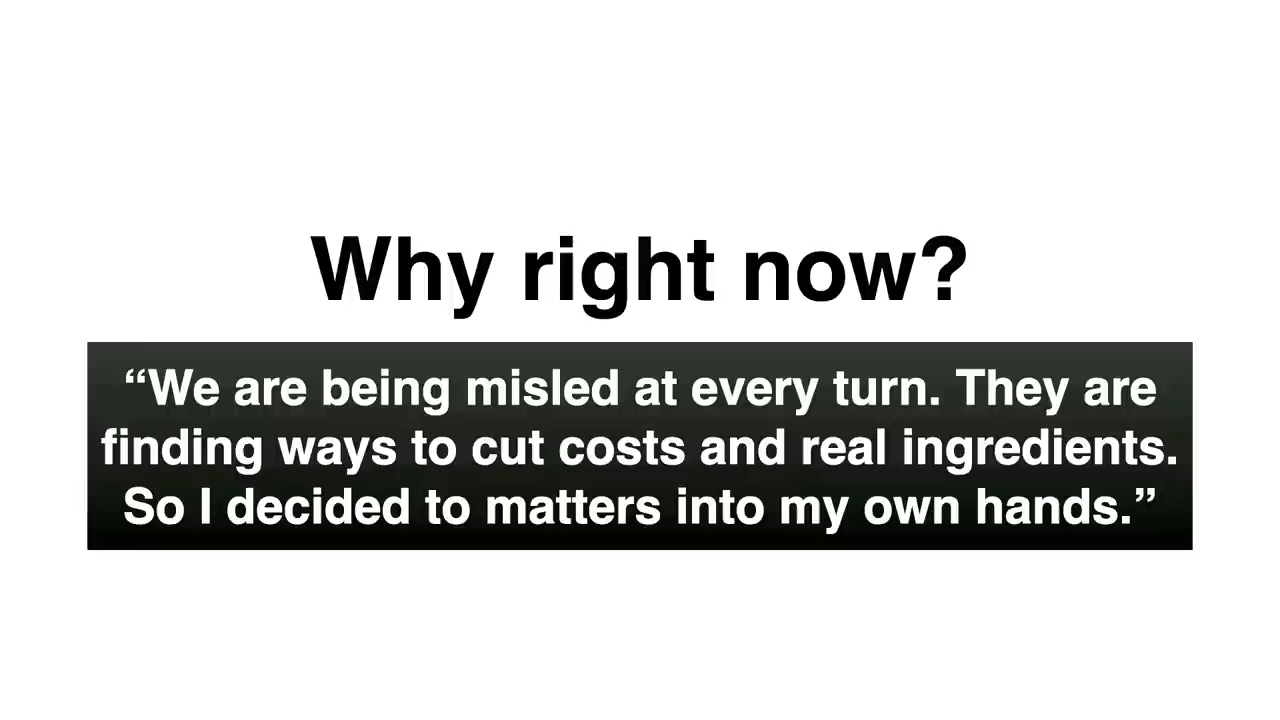 Why right now?
“We are being misled at every turn. They are
finding ways to cut costs and real ingredients.
So I decided to matters into my own hands.”